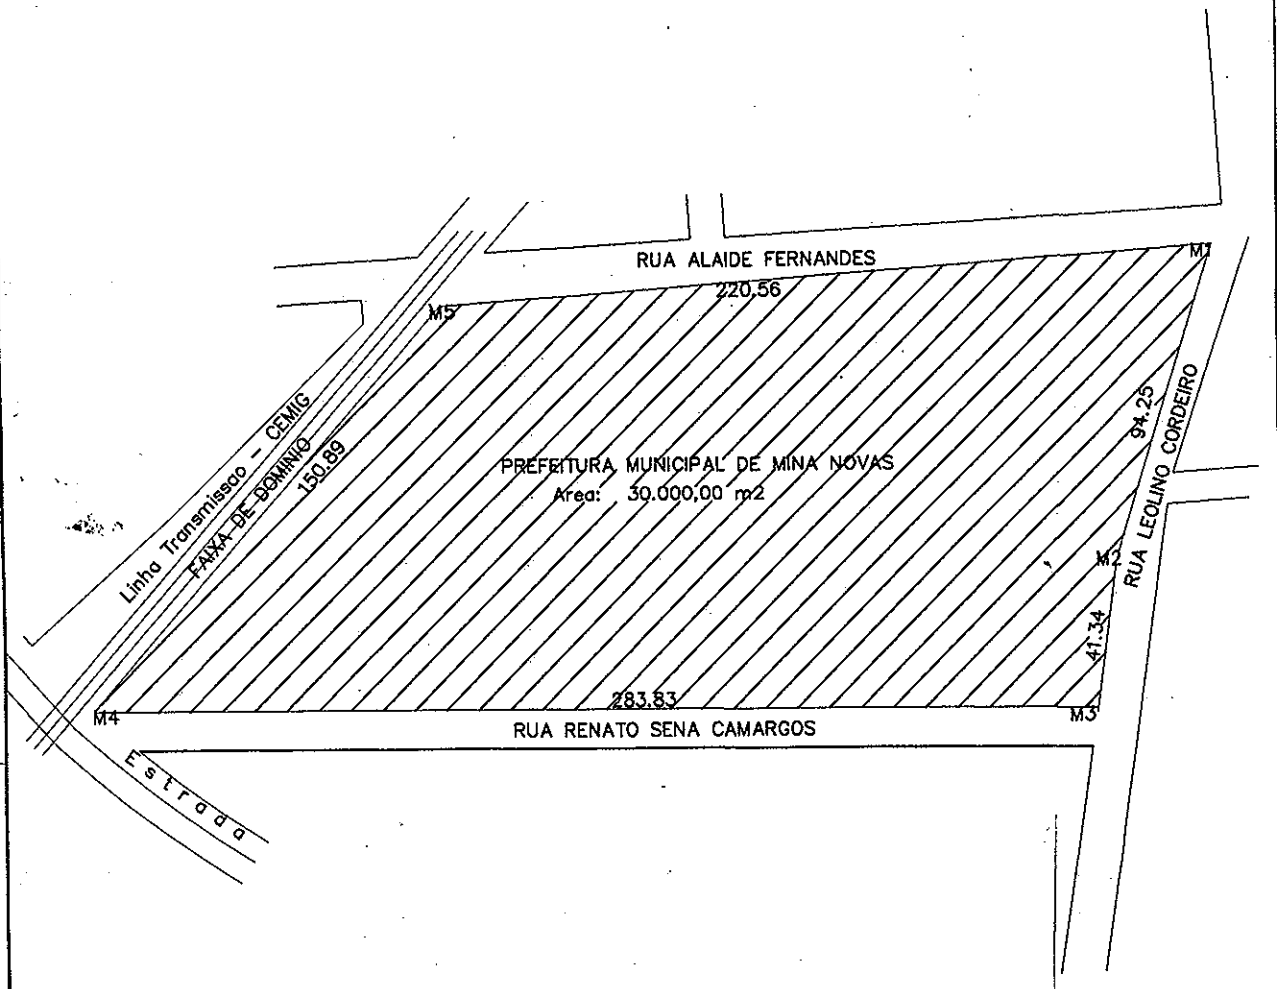 RUA ALAIDE FERNANDES
M1
220.56
M5
94.25
RUA LEOLINO CORDEIRO
Linha Transmissao - CEMIG
FAIXA DE DOMINIO
150.89
PREFEITURA MUNICIPAL DE MINA NOVAS
Area: 30.000,00 m2
M2
41.34
283.83
M4
M3
RUA RENATO SENA CAMARGOS
Estrada